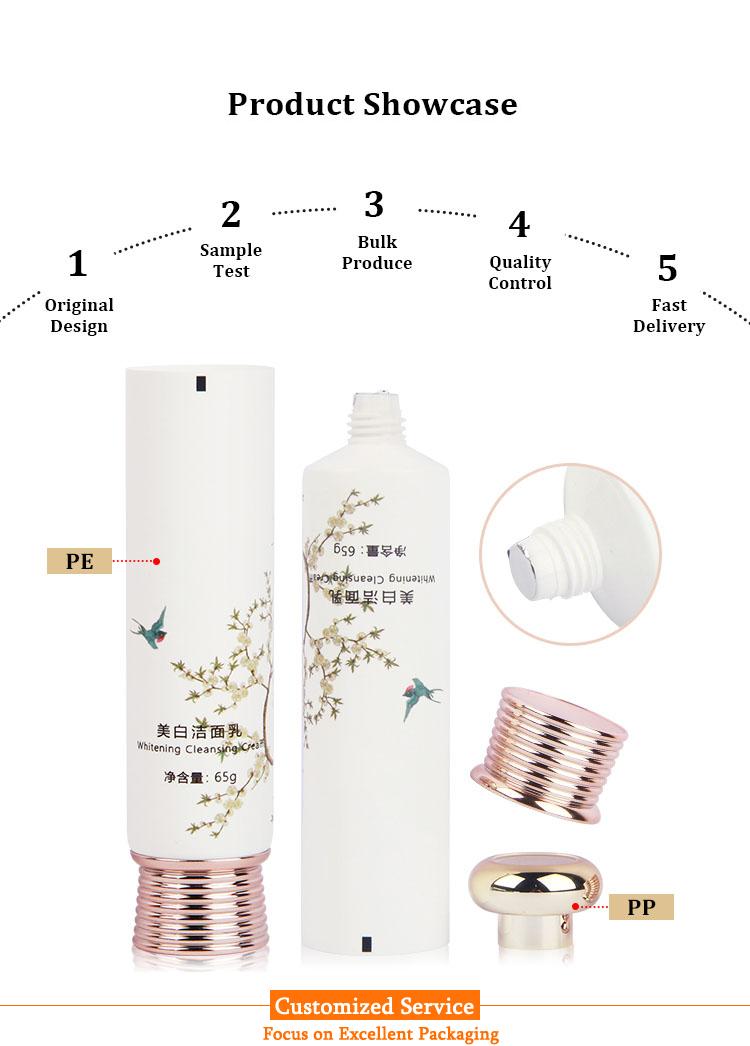 Product Showcase
1
Original
Design
2
Sample
Test
3
Bulk
Produce
4
Quality
Control
5
Fast
Delivery
PE
美白洁面乳
Whitening Cleansing Cream
净含量：65g
净含量：65g
Whitening Cleansing Cre
美白洁面乳
PP
Customized Service
Focus on Excellent Packaging